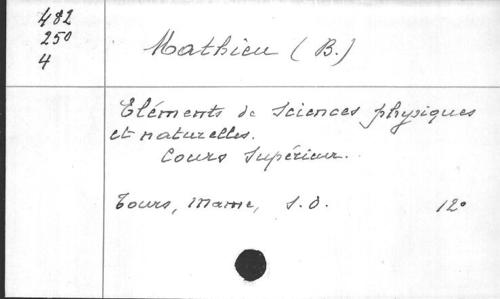 482
250
4
Mathieu (B.)
Eléments de Sciences physiques
et naturelles.
Cours Supérieur.
Tours, Mame, S.D. 12°